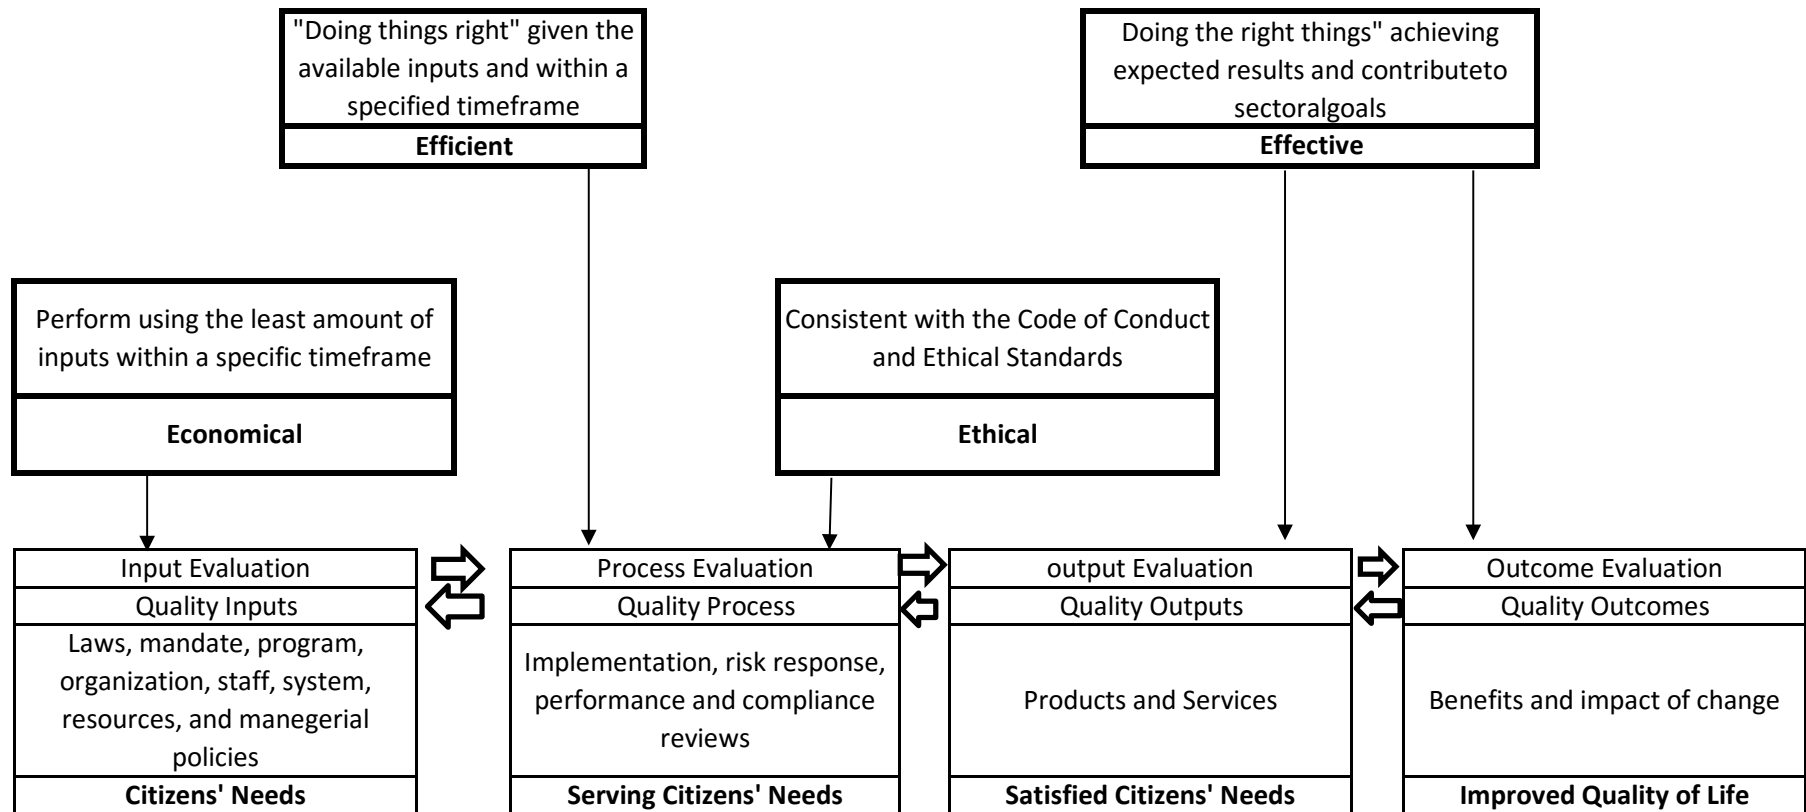 "Doing things right" given the
available inputs and within a
specified timeframe
Efficient
Doing the right things" achieving
expected results and contributeto
sectoralgoals
Effective
Perform using the least amount of
inputs within a specific timeframe
Economical
Consistent with the Code of Conduct
and Ethical Standards
Ethical
Input Evaluation
Quality Inputs
Laws, mandate, program,
organization, staff, system,
resources, and manegerial
policies
Citizens' Needs
Process Evaluation
Quality Process
Implementation, risk response,
performance and compliance
reviews
Serving Citizens' Needs
output Evaluation
Quality Outputs
Products and Services
Satisfied Citizens' Needs
Outcome Evaluation
Quality Outcomes
Benefits and impact of change
Improved Quality of Life